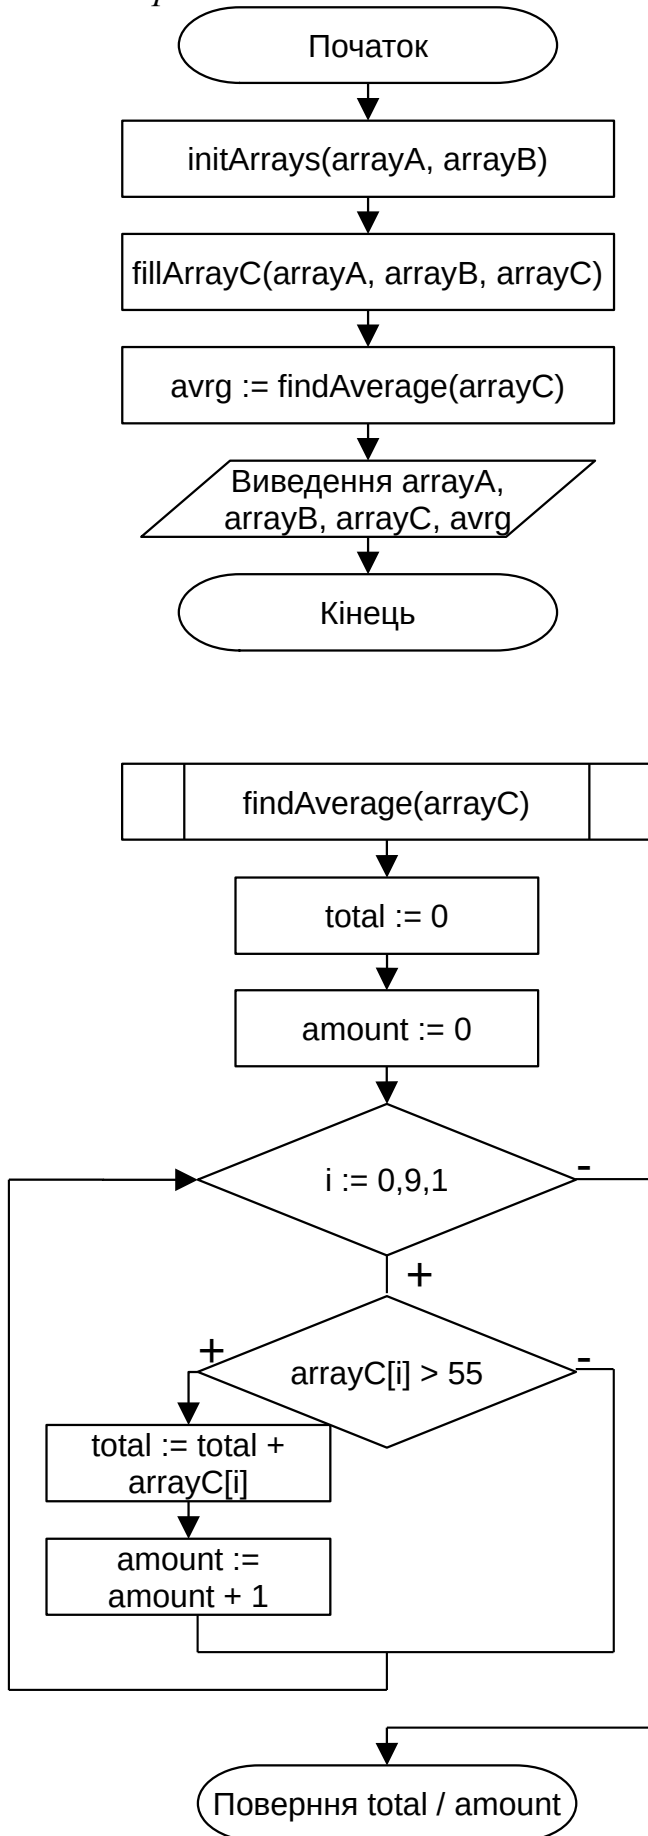 Початок
initArrays(arrayA, arrayB)
fillArrayC(arrayA, arrayB, arrayC)
avrg := findAverage(arrayC)
Виведення arrayA,
arrayB, arrayC, avrg
Кінець
findAverage(arrayC)
total := 0
amount := 0
i := 0,9,1
-
+
+
arrayC[i] > 55
-
total := total +
arrayC[i]
amount :=
amount + 1
Поверння total / amount